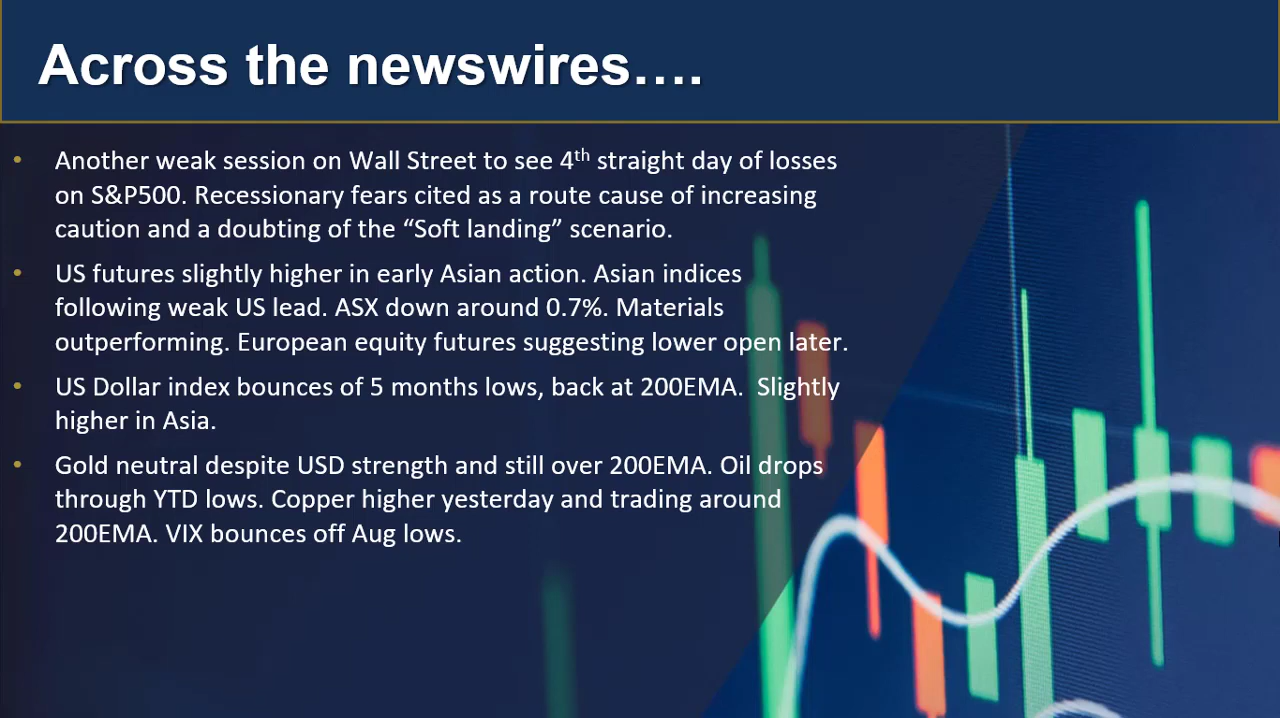 Across the newswires….
• Another weak session on Wall Street to see 4th straight day of losses
on S&P500. Recessionary fears cited as a route cause of increasing
caution and a doubting of the “Soft landing” scenario.
• US futures slightly higher in early Asian action. Asian indices
following weak US lead. ASX down around 0.7%. Materials
outperforming. European equity futures suggesting lower open later.
• US Dollar index bounces of 5 months lows, back at 200EMA.  Slightly
higher in Asia.
• Gold neutral despite USD strength and still over 200EMA. Oil drops
through YTD lows. Copper higher yesterday and trading around
200EMA. VIX bounces off Aug lows.